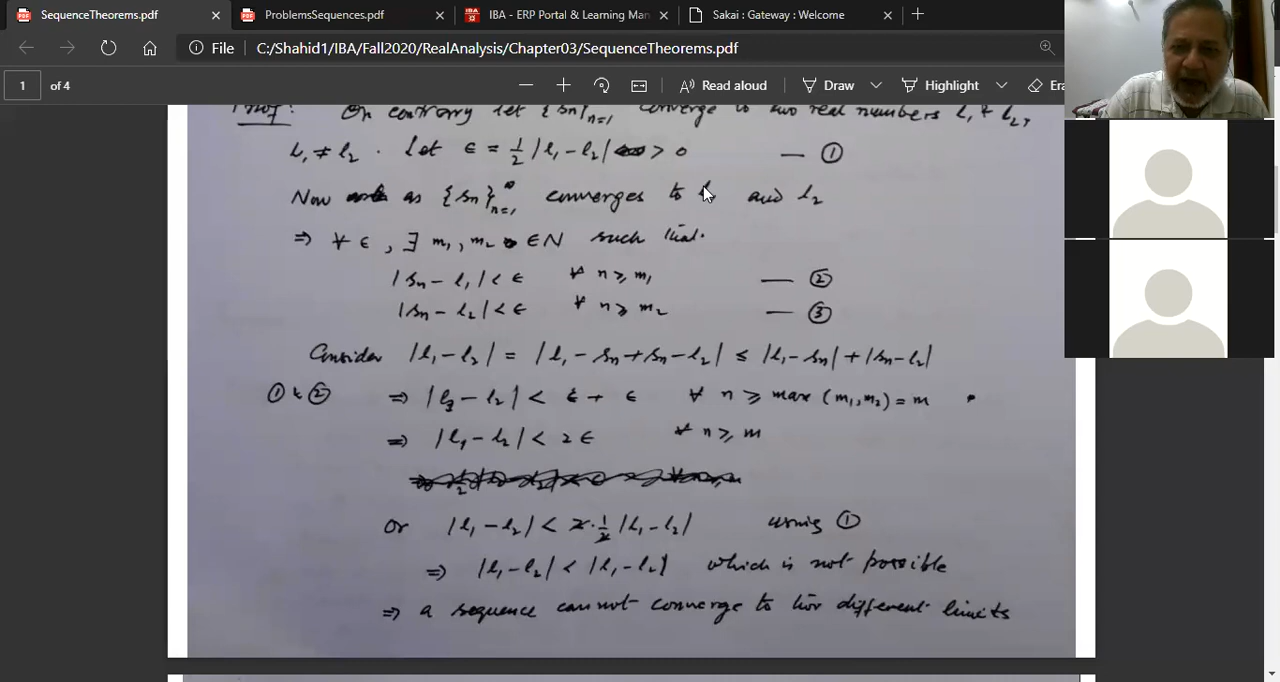 SequenceTheorems.pdf
ProblemsSequences.pdf
IBA - ERP Portal & Learning Man
Sakai : Gateway : Welcome
File C:/Shahid1/IBA/Fall2020/RealAnalysis/Chapter03/SequenceTheorems.pdf
1 of 4
Read aloud
Draw
Highlight
Era
Proof: On contrary let {Sn}n=1 converge to two real numbers l₁ & l₂,
l₁ ≠ l₂. Let ϵ = 1/2 |l₁ - l₂| > 0 — ①
Now as {Sn}∞n=1 converges to l and l₂
⇒ ∀ ϵ, ∃ m₁, m₂ ∈ N such that
|Sn - l₁| < ϵ ∀ n ≥ m₁ — ②
|Sn - l₂| < ϵ ∀ n ≥ m₂ — ③
Consider |l₁ - l₂| = |l₁ - Sn + Sn - l₂| ≤ |l₁ - Sn| + |Sn - l₂|
① & ② ⇒ |l₁ - l₂| < ϵ + ϵ ∀ n ≥ max (m₁, m₂) = m
⇒ |l₁ - l₂| < 2ϵ ∀ n ≥ m
Or |l₁ - l₂| < 2·1/2 |l₁ - l₂| using ①
⇒ |l₁ - l₂| < |l₁ - l₂| which is not possible
⇒ a sequence cannot converge to two different limits